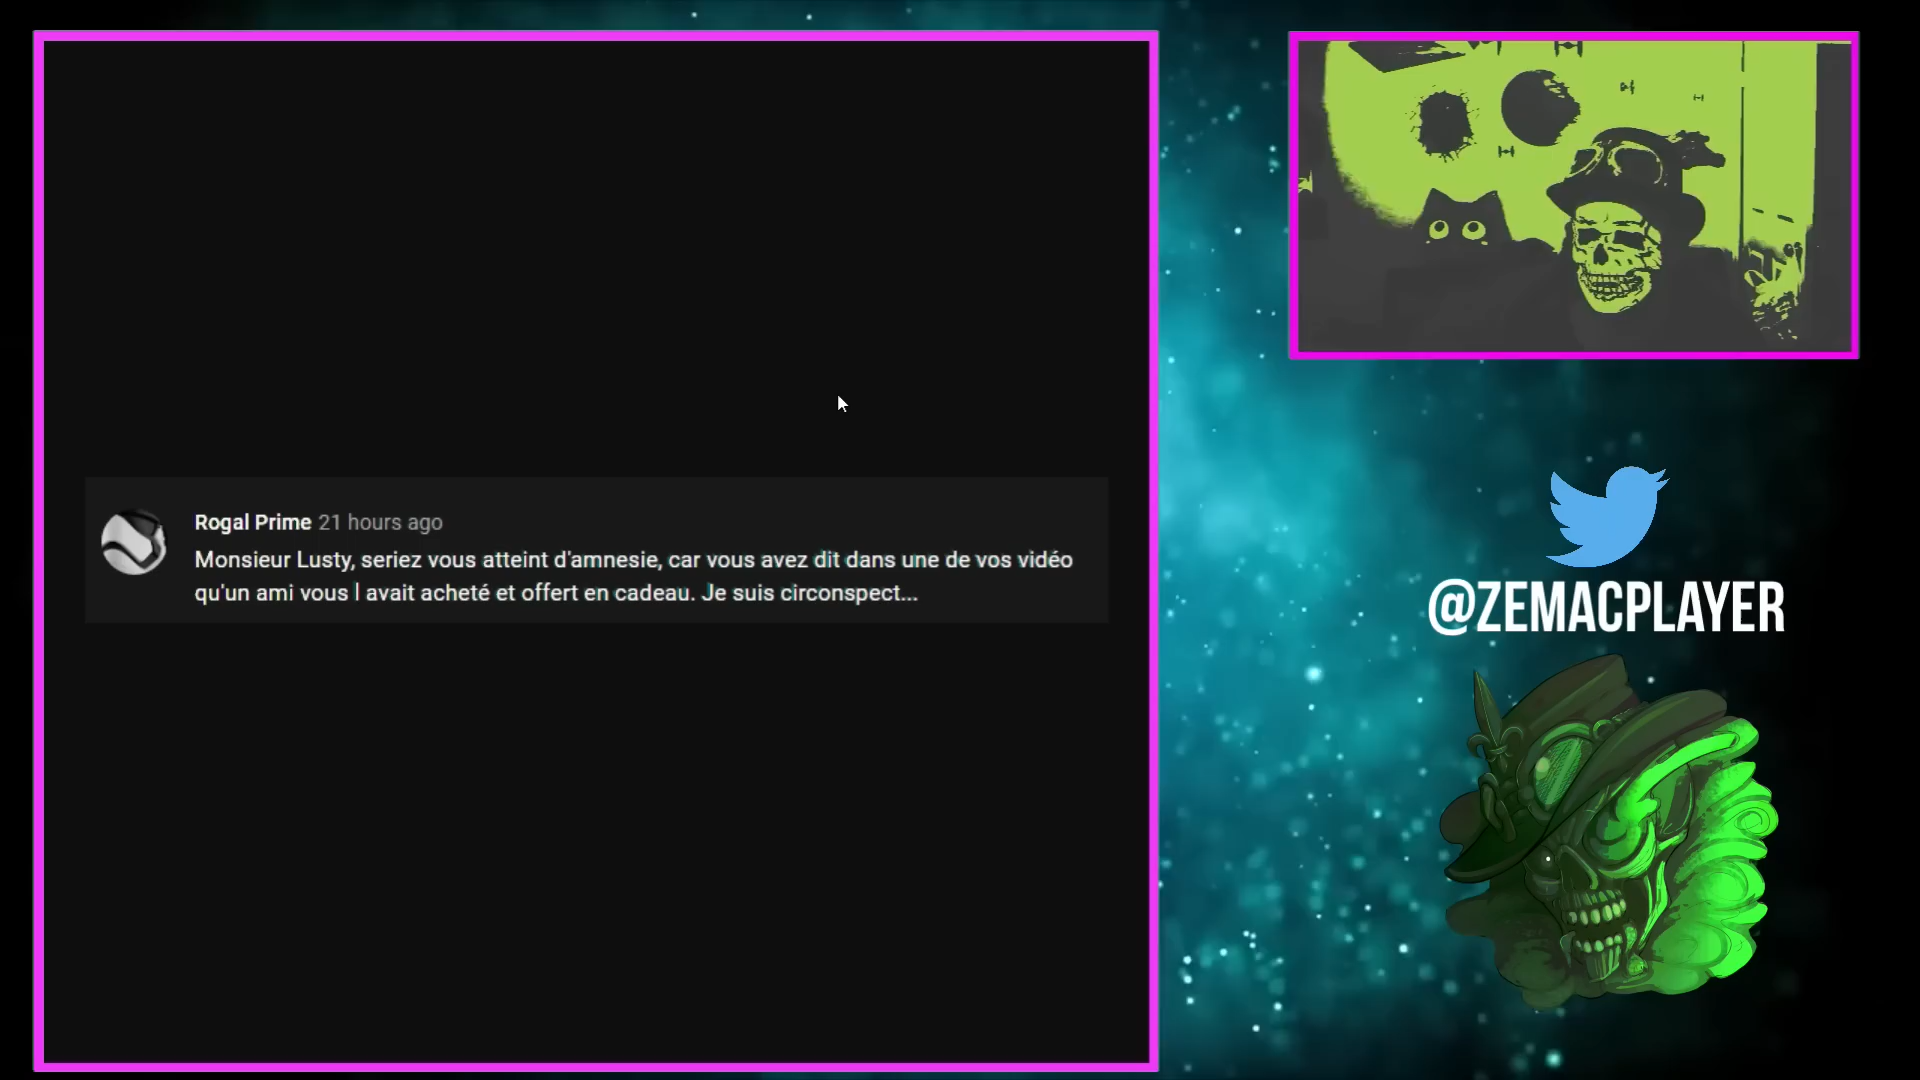 Rogal Prime 21 hours ago
Monsieur Lusty, seriez vous atteint d'amnesie, car vous avez dit dans une de vos vidéo
qu'un ami vous l avait acheté et offert en cadeau. Je suis circonspect...
@ZEMACPLAYER